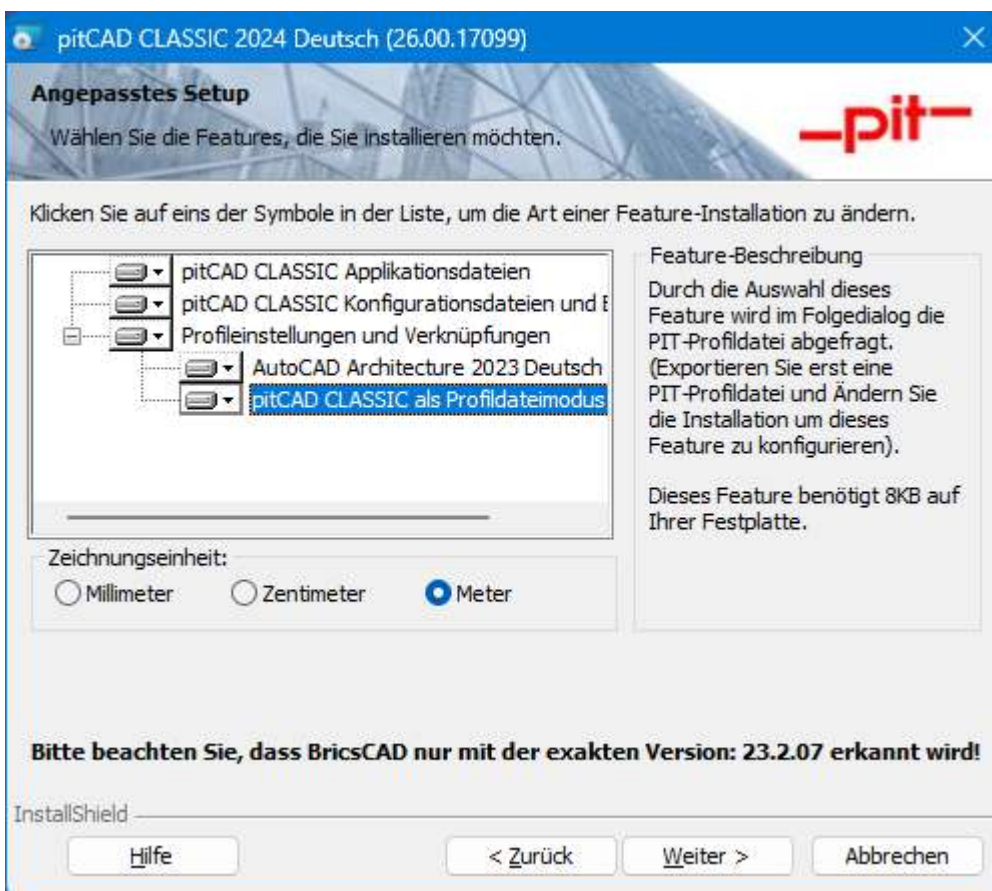 pitCAD CLASSIC 2024 Deutsch (26.00.17099)
Angepasstes Setup
Wählen Sie die Features, die Sie installieren möchten.
pit
Klicken Sie auf eins der Symbole in der Liste, um die Art einer Feature-Installation zu ändern.
pitCAD CLASSIC Applikationsdateien
pitCAD CLASSIC Konfigurationsdateien und
Profileinstellungen und Verknüpfungen
AutoCAD Architecture 2023 Deutsch
pitCAD CLASSIC als Profildateimodus
Feature-Beschreibung
Durch die Auswahl dieses
Feature wird im Folgedialog die
PIT-Profildatei abgefragt.
(Exportieren Sie erst eine
PIT-Profildatei und Ändern Sie
die Installation um dieses
Feature zu konfigurieren).
Dieses Feature benötigt 8KB auf
Ihrer Festplatte.
Zeichnungseinheit:
Millimeter Zentimeter Meter
Bitte beachten Sie, dass BricsCAD nur mit der exakten Version: 23.2.07 erkannt wird!
InstallShield
Hilfe < Zurück Weiter > Abbrechen